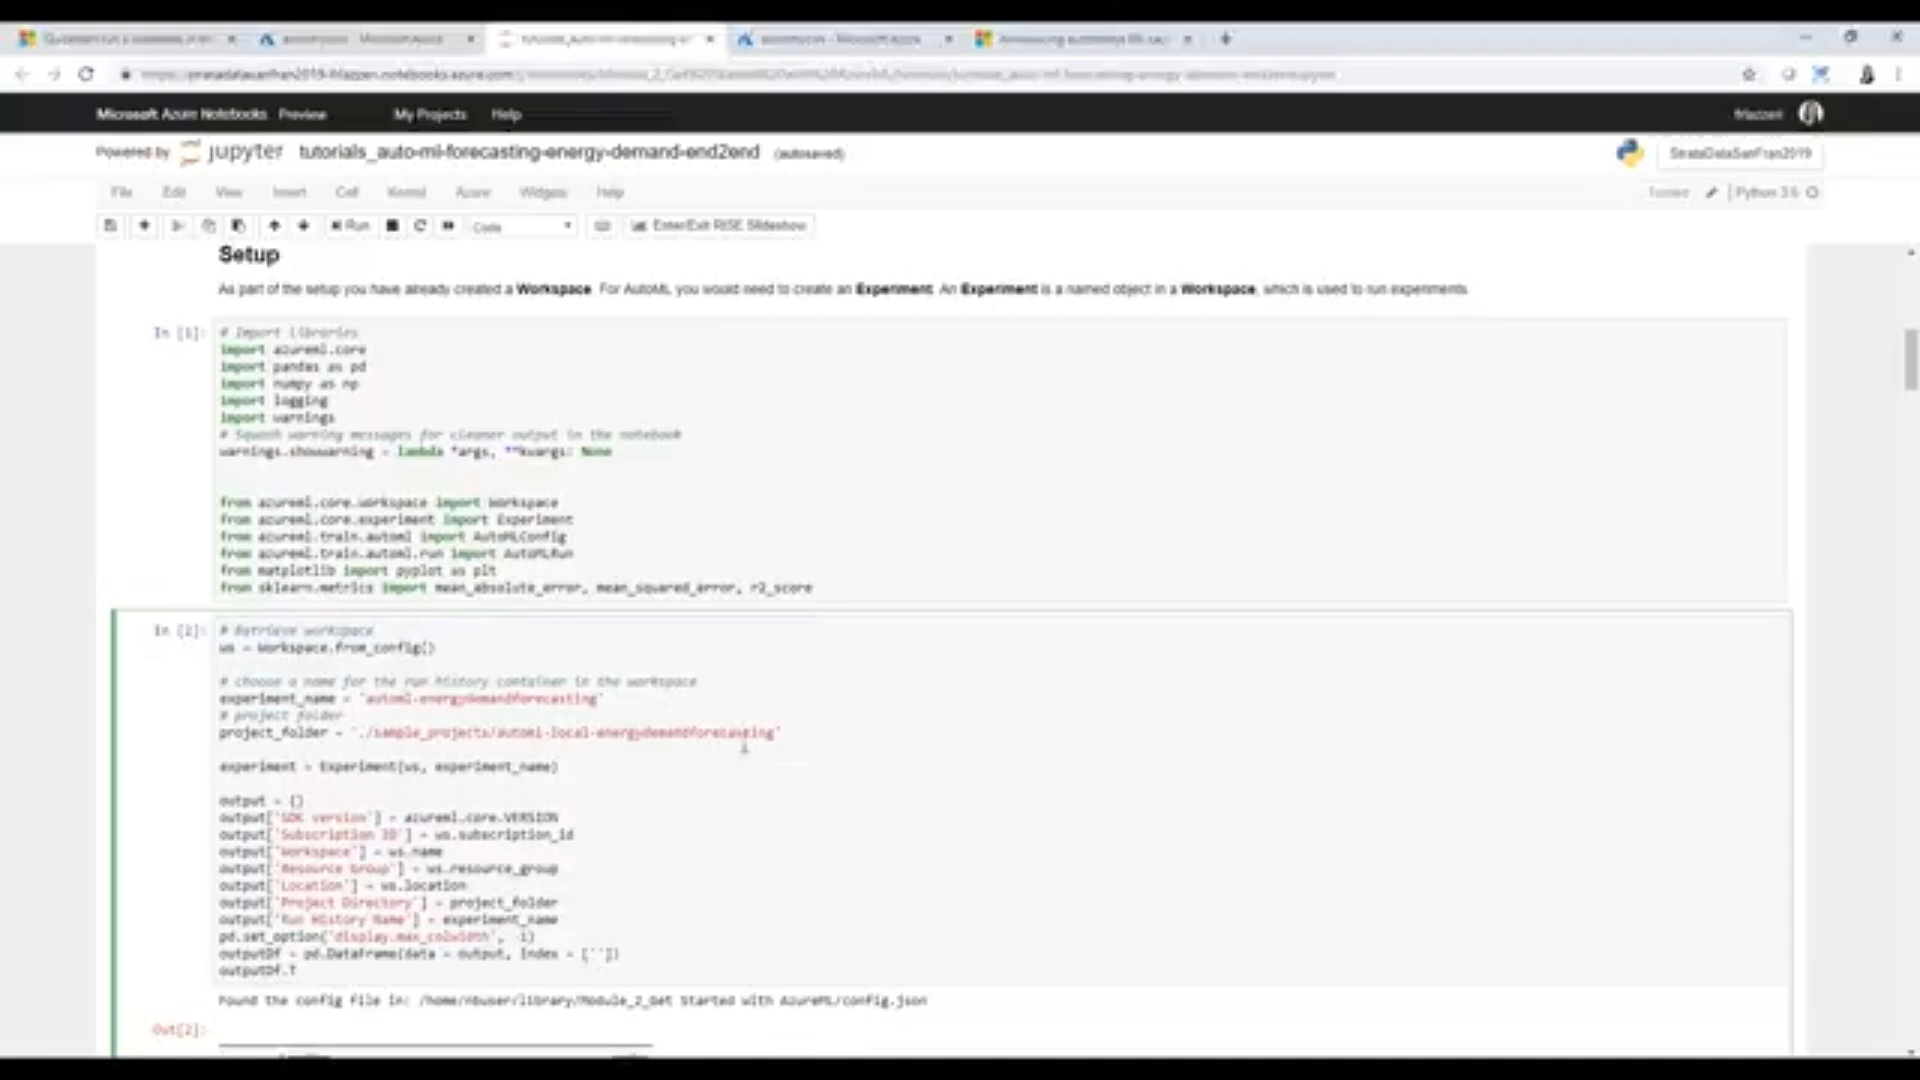 Microsoft Azure Notebooks Preview My Projects Help
Powered by jupyter tutorials_auto-ml-forecasting-energy-demand-end2end (autosaved) StrataDataSanFran2019
File Edit View Insert Cell Kernel Azure Widgets Help Trusted Python 3.6
Run Code Enter/Exit RISE Slideshow
Setup
As part of the setup you have already created a Workspace. For AutoML you would need to create an Experiment. An Experiment is a named object in a Workspace, which is used to run experiments.
In [1]: # Import libraries
import azureml.core
import pandas as pd
import numpy as np
import logging
import warnings
# Squash warning messages for cleaner output in the notebook
warnings.showwarning = lambda *args, **kwargs: None
from azureml.core.workspace import Workspace
from azureml.core.experiment import Experiment
from azureml.train.automl import AutoMLConfig
from azureml.train.automl.run import AutoMLRun
from matplotlib import pyplot as plt
from sklearn.metrics import mean_absolute_error, mean_squared_error, r2_score
In [2]: # Retrieve workspace
ws = Workspace.from_config()
# choose a name for the run history container in the workspace
experiment_name = 'automl-energydemandforecasting'
# project folder
project_folder = './sample_projects/automl-local-energydemandforecasting'
experiment = Experiment(ws, experiment_name)
output = {}
output['SDK version'] = azureml.core.VERSION
output['Subscription ID'] = ws.subscription_id
output['Workspace'] = ws.name
output['Resource Group'] = ws.resource_group
output['Location'] = ws.location
output['Project Directory'] = project_folder
output['Run History Name'] = experiment_name
pd.set_option('display.max_colwidth', -1)
outputDf = pd.DataFrame(data = output, index = [''])
outputDf.T
Found the config file in: /home/nbuser/library/Module_2_Get Started with AzureML/config.json
Out[2]: